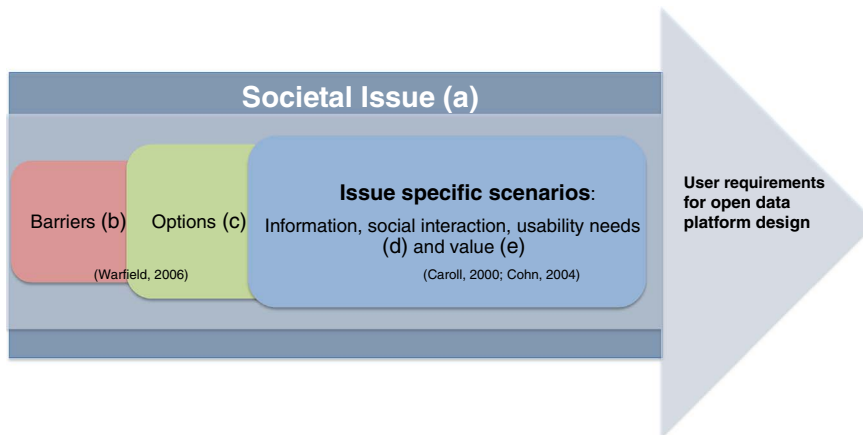 Societal Issue (a)
Barriers (b)
Options (c)
(Warfield, 2006)
Issue specific scenarios:
Information, social interaction, usability needs
(d) and value (e)
(Caroll, 2000; Cohn, 2004)
User requirements
for open data
platform design